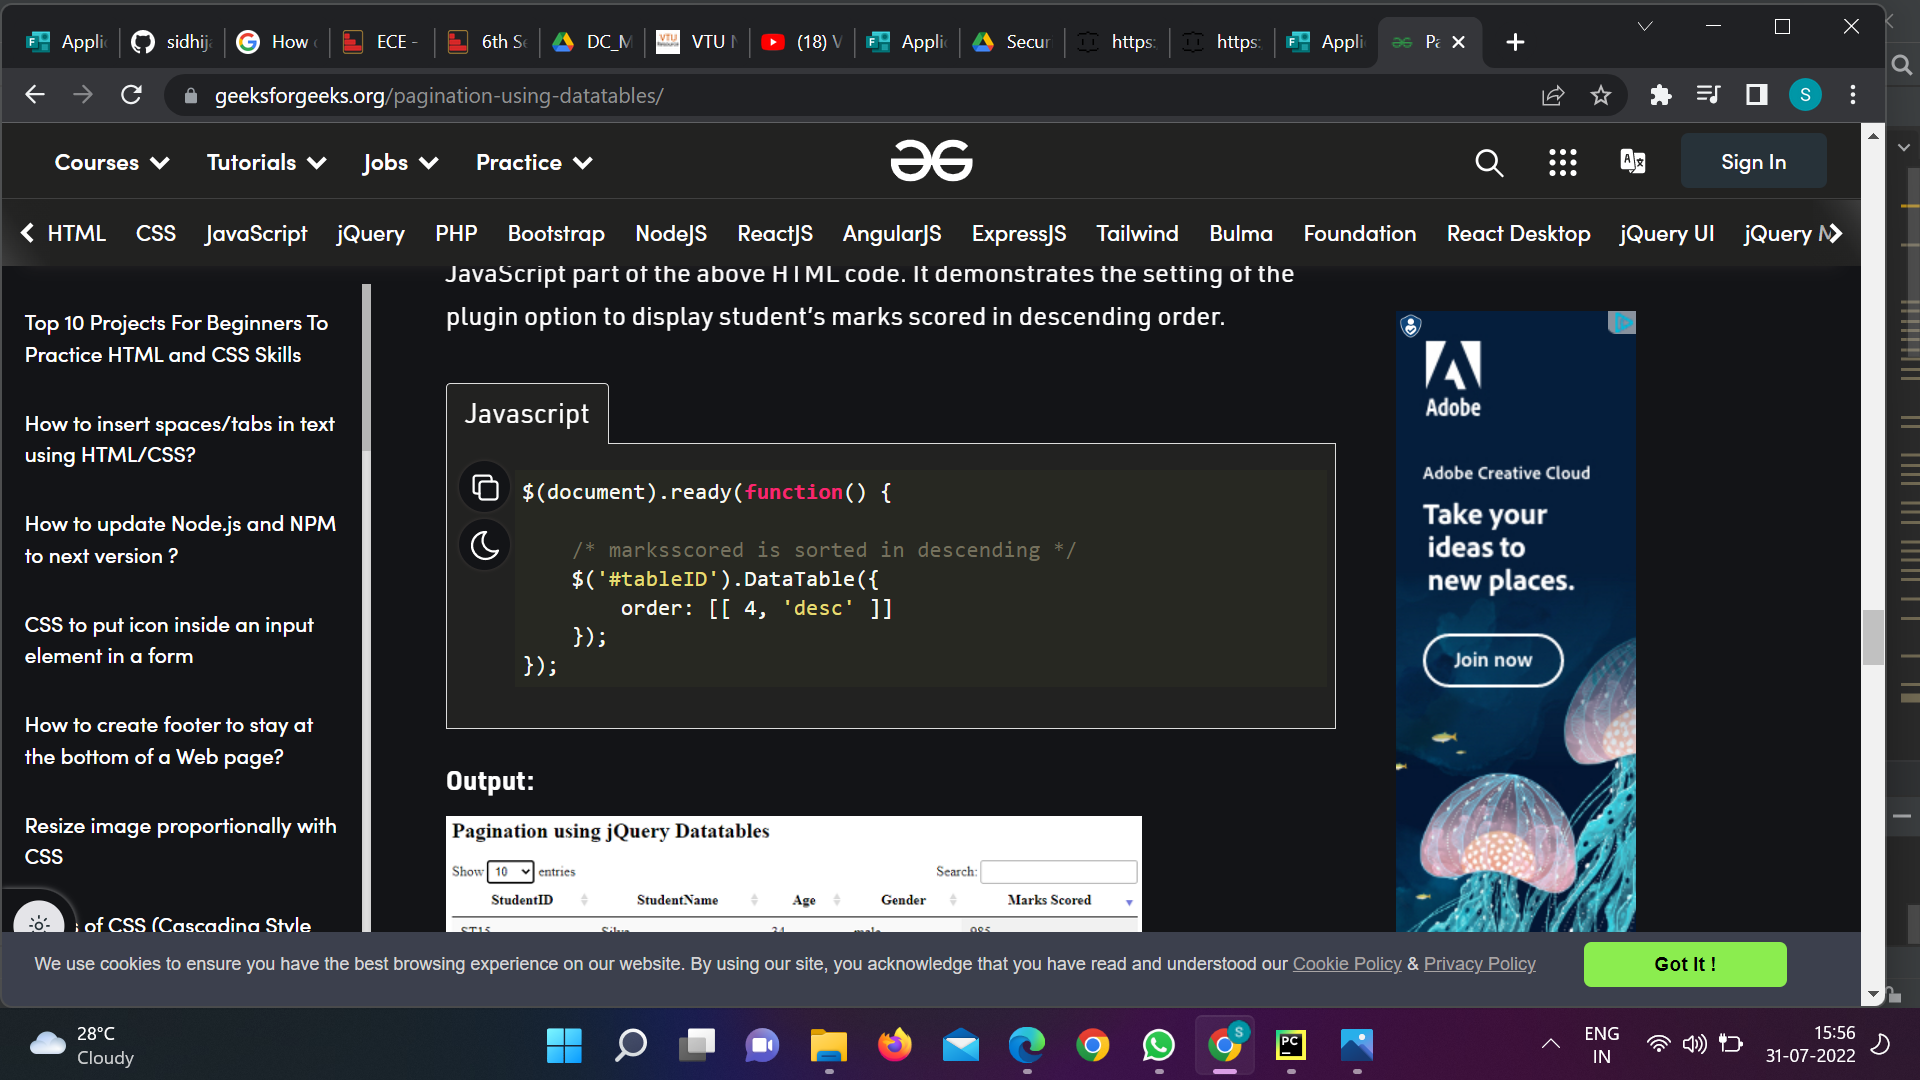 Applic
sidhija
How
ECE -
6th Se
DC_M
VTU
(18) V
Applic
Secur
https:
https:
Appli
Pa
geeksforgeeks.org/pagination-using-datatables/
S
Courses
Tutorials
Jobs
Practice
Sign In
HTML
CSS
JavaScript
jQuery
PHP
Bootstrap
NodeJS
ReactJS
AngularJS
ExpressJS
Tailwind
Bulma
Foundation
React Desktop
jQuery UI
jQuery M
Top 10 Projects For Beginners To
Practice HTML and CSS Skills
How to insert spaces/tabs in text
using HTML/CSS?
How to update Node.js and NPM
to next version ?
CSS to put icon inside an input
element in a form
How to create footer to stay at
the bottom of a Web page?
Resize image proportionally with
CSS
of CSS (Cascading Style
JavaScript part of the above HTML code. It demonstrates the setting of the
plugin option to display student's marks scored in descending order.
Javascript
$(document).ready(function() {
/* marksscored is sorted in descending */
$('#tableID').DataTable({
order: [[ 4, 'desc' ]]
});
});
Output:
Pagination using jQuery Datatables
Show 10 entries
Search:
StudentID
StudentName
Age
Gender
Marks Scored
ST15
Silva
34
male
985
Adobe
Adobe Creative Cloud
Take your
ideas to
new places.
Join now
We use cookies to ensure you have the best browsing experience on our website. By using our site, you acknowledge that you have read and understood our Cookie Policy & Privacy Policy
Got It !
28°C
Cloudy
S
PC
ENG
IN
15:56
31-07-2022